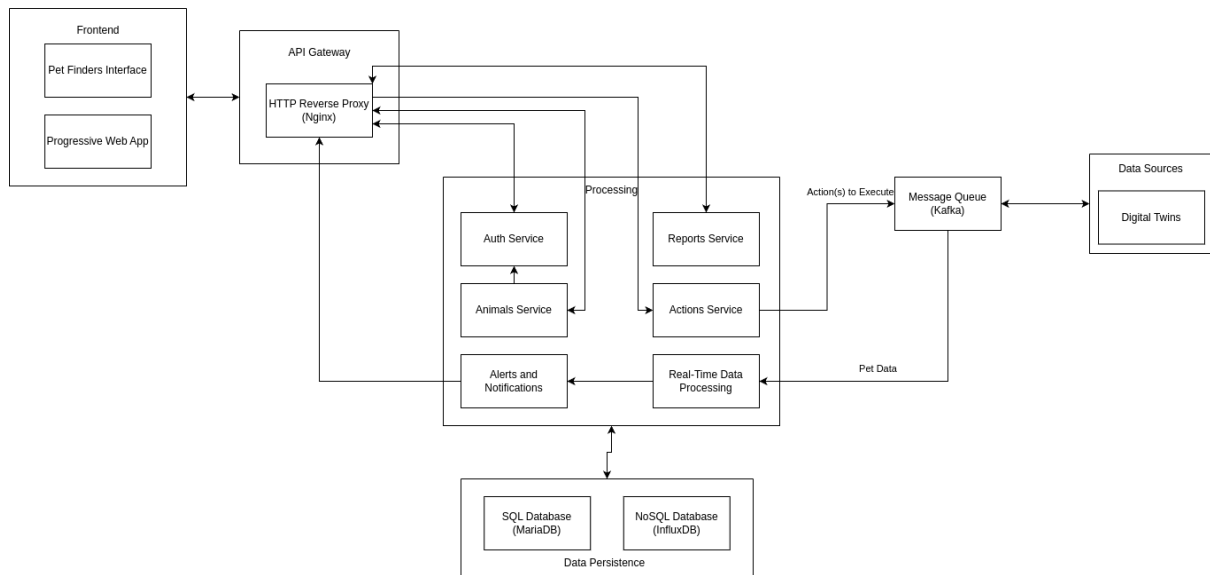 Frontend
Pet Finders Interface
Progressive Web App
API Gateway
HTTP Reverse Proxy
(Nginx)
Processing
Auth Service
Reports Service
Animals Service
Actions Service
Alerts and
Notifications
Real-Time Data
Processing
Action(s) to Execute
Message Queue
(Kafka)
Pet Data
Data Sources
Digital Twins
SQL Database
(MariaDB)
NoSQL Database
(InfluxDB)
Data Persistence